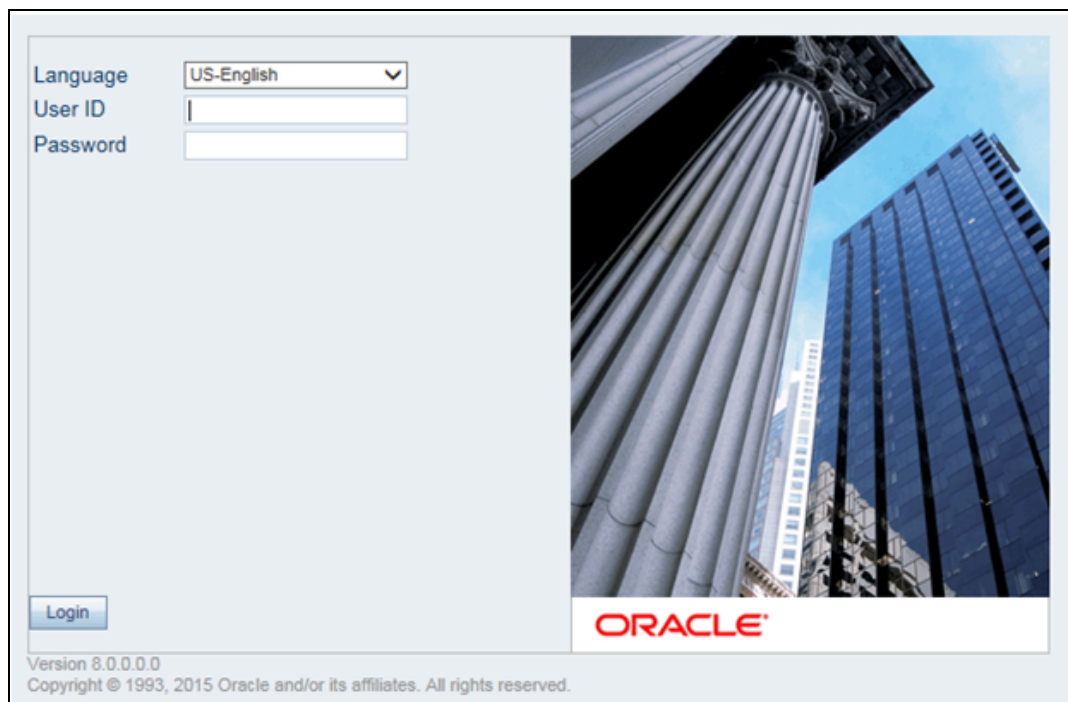 Language US-English
User ID
Password
Login
ORACLE®
Version 8.0.0.0.0
Copyright © 1993, 2015 Oracle and/or its affiliates. All rights reserved.